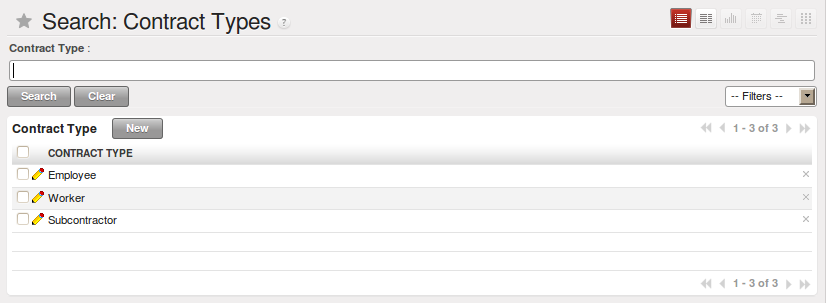 Search: Contract Types ?
Contract Type :
Search Clear -- Filters --
Contract Type New 1 - 3 of 3
CONTRACT TYPE
Employee
Worker
Subcontractor
1 - 3 of 3